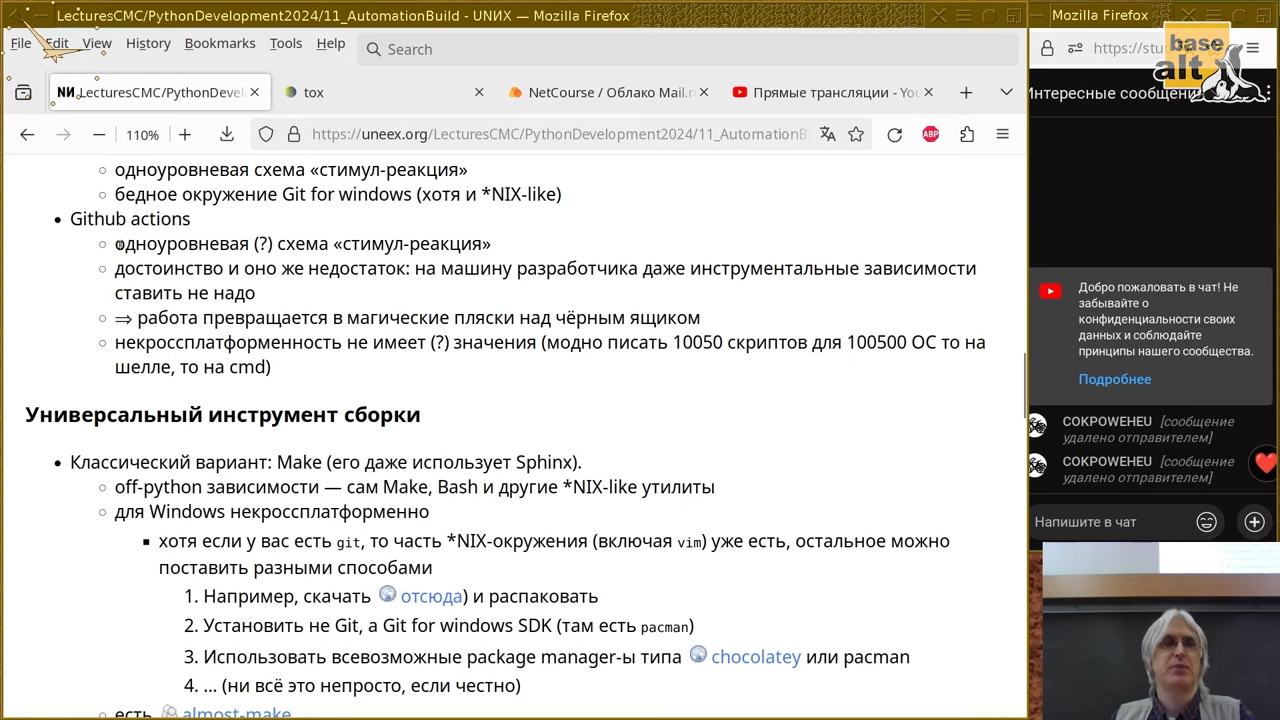 LecturesCMC/PythonDevelopment2024/11_AutomationBuild - UNИX — Mozilla Firefox
File Edit View History Bookmarks Tools Help
Search
LecturesCMC/PythonDevel
tox
NetCourse / Облако Mail.r
Прямые трансляции - You
110%
https://uneex.org/LecturesCMC/PythonDevelopment2024/11_AutomationB
ABP
одноуровневая схема «стимул-реакция»
бедное окружение Git for windows (хотя и *NIX-like)
Github actions
одноуровневая (?) схема «стимул-реакция»
достоинство и оно же недостаток: на машину разработчика даже инструментальные зависимости
ставить не надо
⇒ работа превращается в магические пляски над чёрным ящиком
некроссплатформенность не имеет (?) значения (модно писать 10050 скриптов для 100500 ОС то на
шелле, то на cmd)
Универсальный инструмент сборки
Классический вариант: Make (его даже использует Sphinx).
off-python зависимости — сам Make, Bash и другие *NIX-like утилиты
для Windows некроссплатформенно
хотя если у вас есть git, то часть *NIX-окружения (включая vim) уже есть, остальное можно
поставить разными способами
1. Например, скачать отсюда) и распаковать
2. Установить не Git, а Git for windows SDK (там есть pacman)
3. Использовать всевозможные package manager-ы типа chocolatey или pacman
4. ... (ни всё это непросто, если честно)
есть almost-make
Mozilla Firefox
https://stu
base
alt
Интересные сообщени
Добро пожаловать в чат! Не
забывайте о
конфиденциальности своих
данных и соблюдайте
принципы нашего сообщества.
Подробнее
COKPOWEHEU [сообщение
удалено отправителем]
COKPOWEHEU [сообщение
удалено отправителем]
Напишите в чат